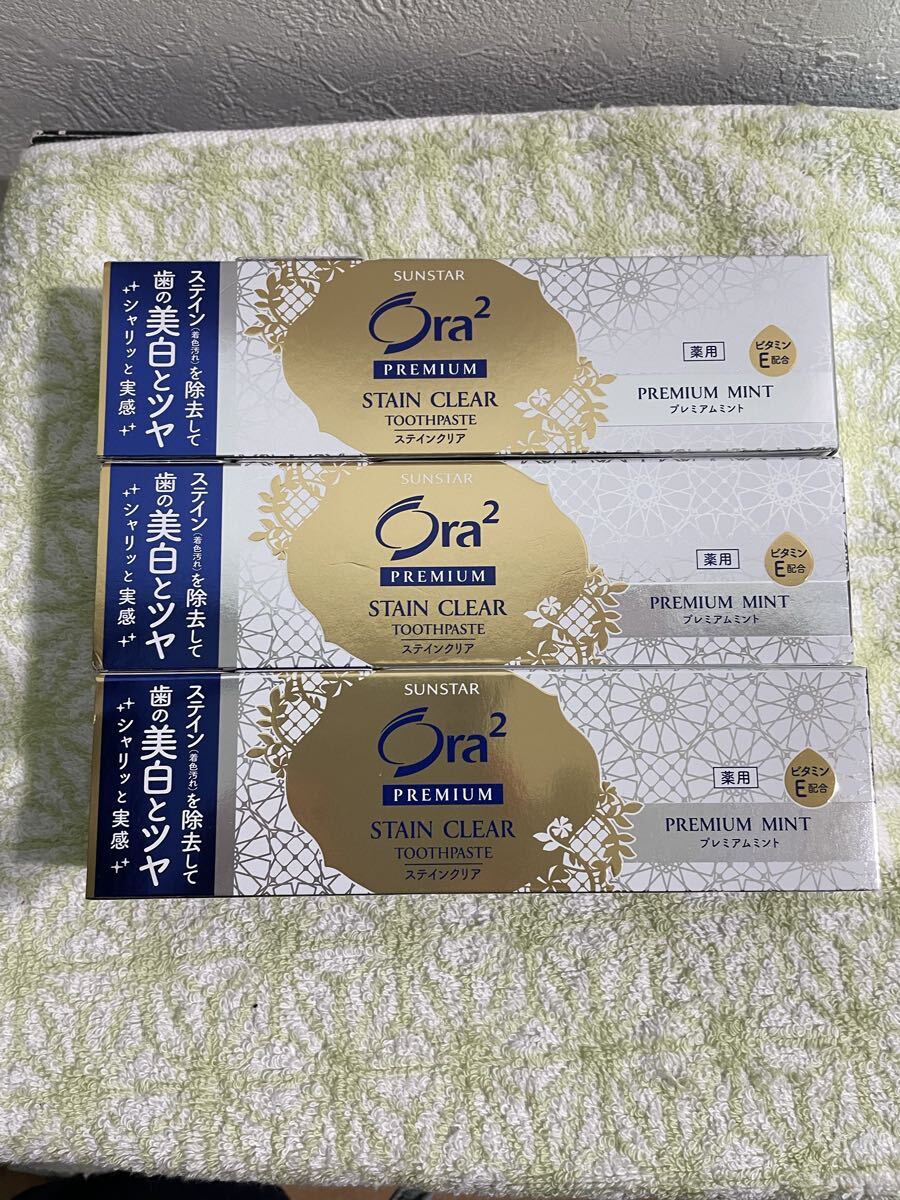 ステイン(着色汚れ)を除去して
歯の美白とツヤ
シャリッと実感
SUNSTAR
Ora²
PREMIUM
STAIN CLEAR
TOOTHPASTE
ステインクリア
薬用
ビタミン
E配合
PREMIUM MINT
プレミアムミント
ステイン(着色汚れ)を除去して
歯の美白とツヤ
シャリッと実感
SUNSTAR
Ora²
PREMIUM
STAIN CLEAR
TOOTHPASTE
ステインクリア
薬用
ビタミン
E配合
PREMIUM MINT
プレミアムミント
ステイン(着色汚れ)を除去して
歯の美白とツヤ
シャリッと実感
SUNSTAR
Ora²
PREMIUM
STAIN CLEAR
TOOTHPASTE
ステインクリア
薬用
ビタミン
E配合
PREMIUM MINT
プレミアムミント